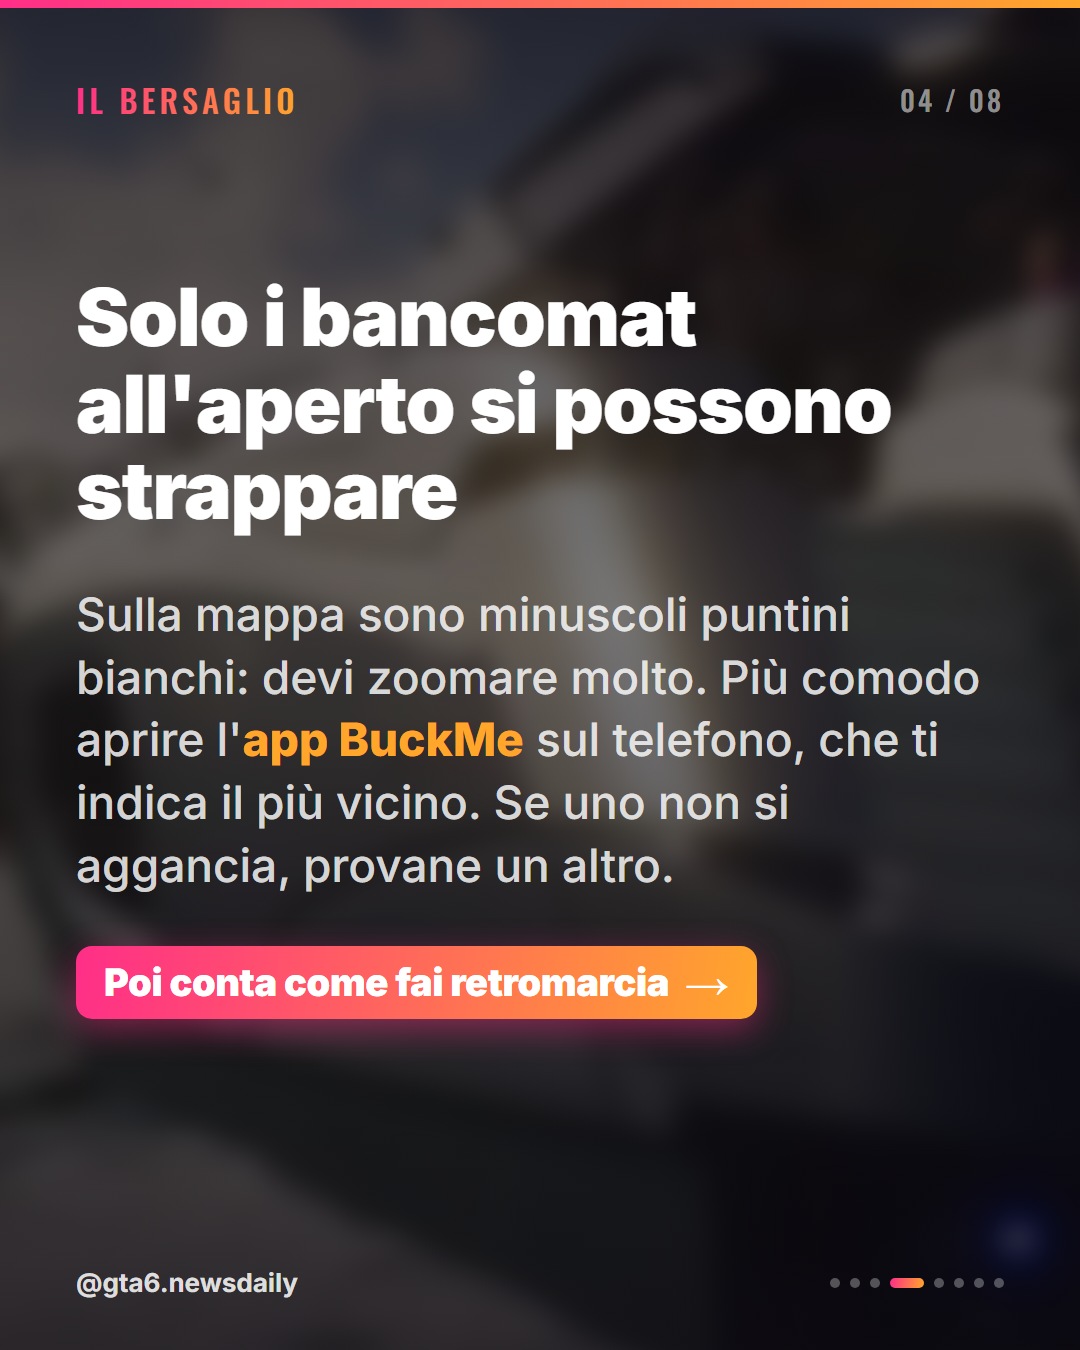 IL BERSAGLIO
04 / 08
Solo i bancomat
all'aperto si possono
strappare
Sulla mappa sono minuscoli puntini
bianchi: devi zoomare molto. Più comodo
aprire l'app BuckMe sul telefono, che ti
indica il più vicino. Se uno non si
aggancia, provane un altro.
Poi conta come fai retromarcia →
@gta6.newsdaily